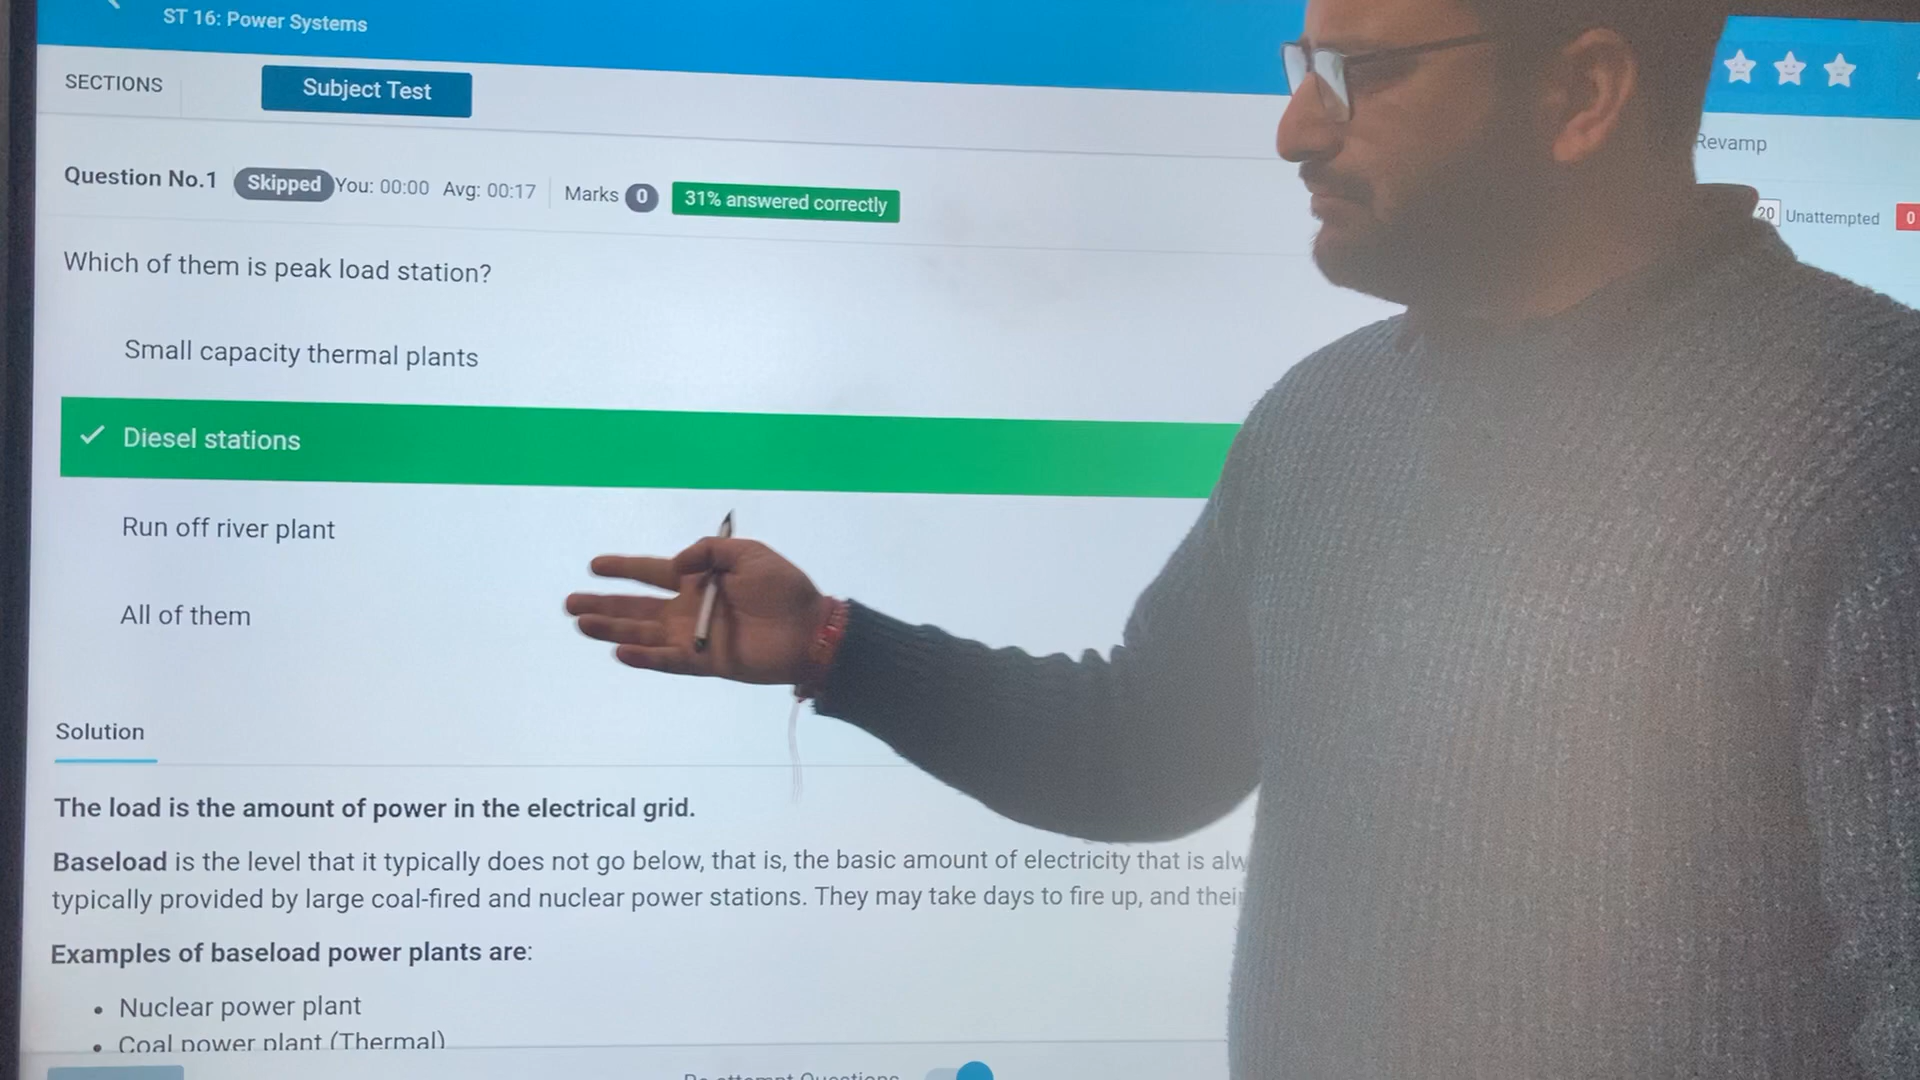 ST 16: Power Systems
SECTIONS
Subject Test
Revamp
Question No.1 Skipped You: 00:00 Avg: 00:17 Marks 0 31% answered correctly
20 Unattempted 0
Which of them is peak load station?
Small capacity thermal plants
Diesel stations
Run off river plant
All of them
Solution
The load is the amount of power in the electrical grid.
Baseload is the level that it typically does not go below, that is, the basic amount of electricity that is
typically provided by large coal-fired and nuclear power stations. They may take days to fire up, and
Examples of baseload power plants are:
• Nuclear power plant
• Coal power plant (Thermal)